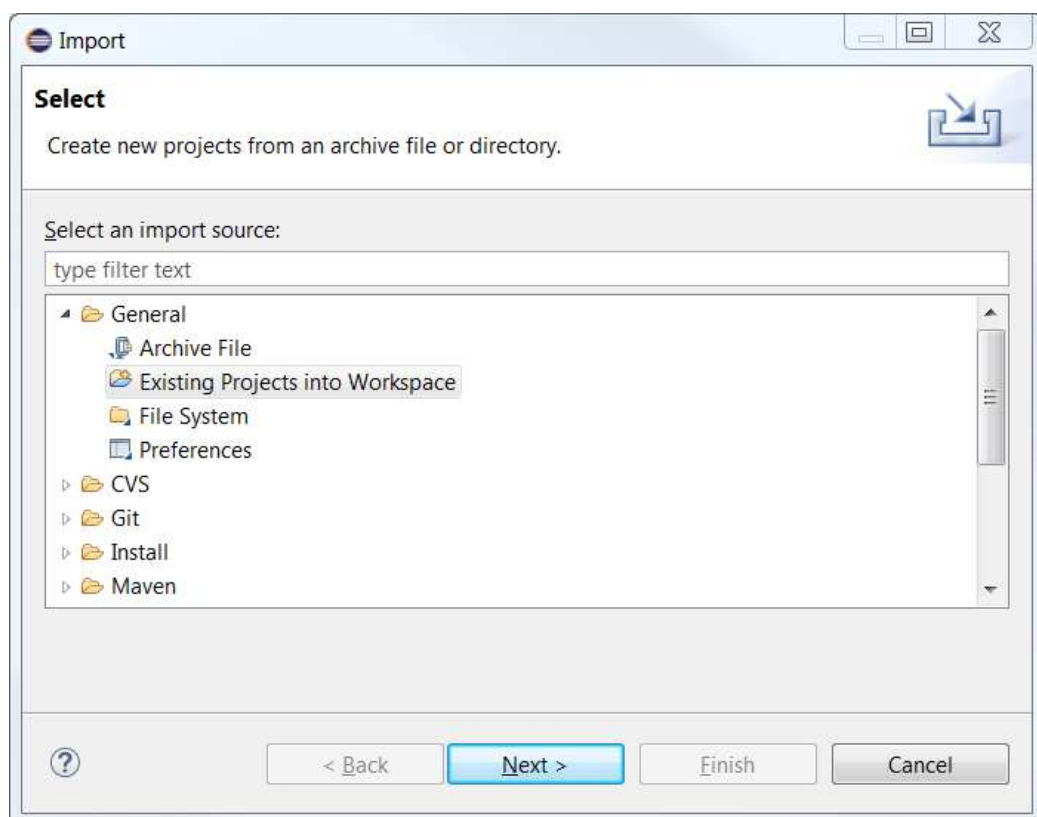 Import
Select
Create new projects from an archive file or directory.
Select an import source:
type filter text
General
Archive File
Existing Projects into Workspace
File System
Preferences
CVS
Git
Install
Maven
?
< Back
Next >
Finish
Cancel